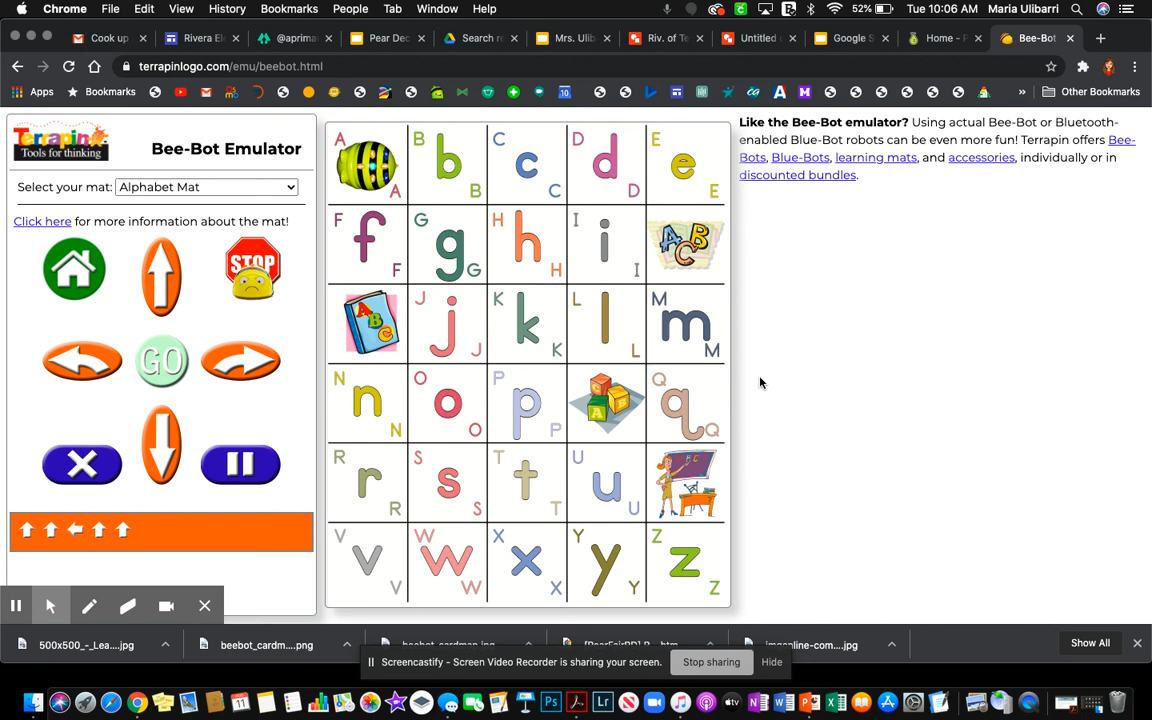 Chrome File Edit View History Bookmarks People Tab Window Help 52% Tue 10:06 AM Maria Ulibarri
Cook up Rivera El @aprima Pear Dec Search re Mrs. Ulib Riv. of Te Untitled Google S Home - P Bee-Bot
terrapinlogo.com/emu/beebot.html
Apps Bookmarks Other Bookmarks
Terrapin
Tools for thinking
Bee-Bot Emulator
Select your mat: Alphabet Mat
Click here for more information about the mat!
STOP
GO
A A B b B C c C D d D E e E
F f F G g G H h H I i I A B C
A B C J j J K k K L l L M m M
N n N O o O P p P Q q Q
R r R S s S T t T U u U
V v V W w W X x X Y y Y Z z Z
Like the Bee-Bot emulator? Using actual Bee-Bot or Bluetooth-
enabled Blue-Bot robots can be even more fun! Terrapin offers Bee-
Bots, Blue-Bots, learning mats, and accessories, individually or in
discounted bundles.
500x500_-_Lea....jpg beebot_cardm....png beebot_cardmap.jpg imgonline-com....jpg Show All
Screencastify - Screen Video Recorder is sharing your screen. Stop sharing Hide